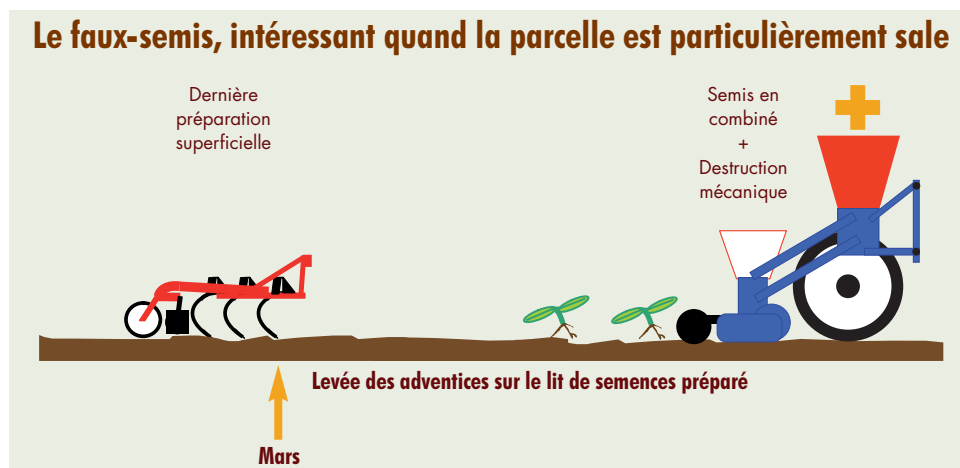 Le faux-semis, intéressant quand la parcelle est particulièrement sale
Dernière
préparation
superficielle
Semis en
combiné
+
Destruction
mécanique
Levée des adventices sur le lit de semences préparé
Mars